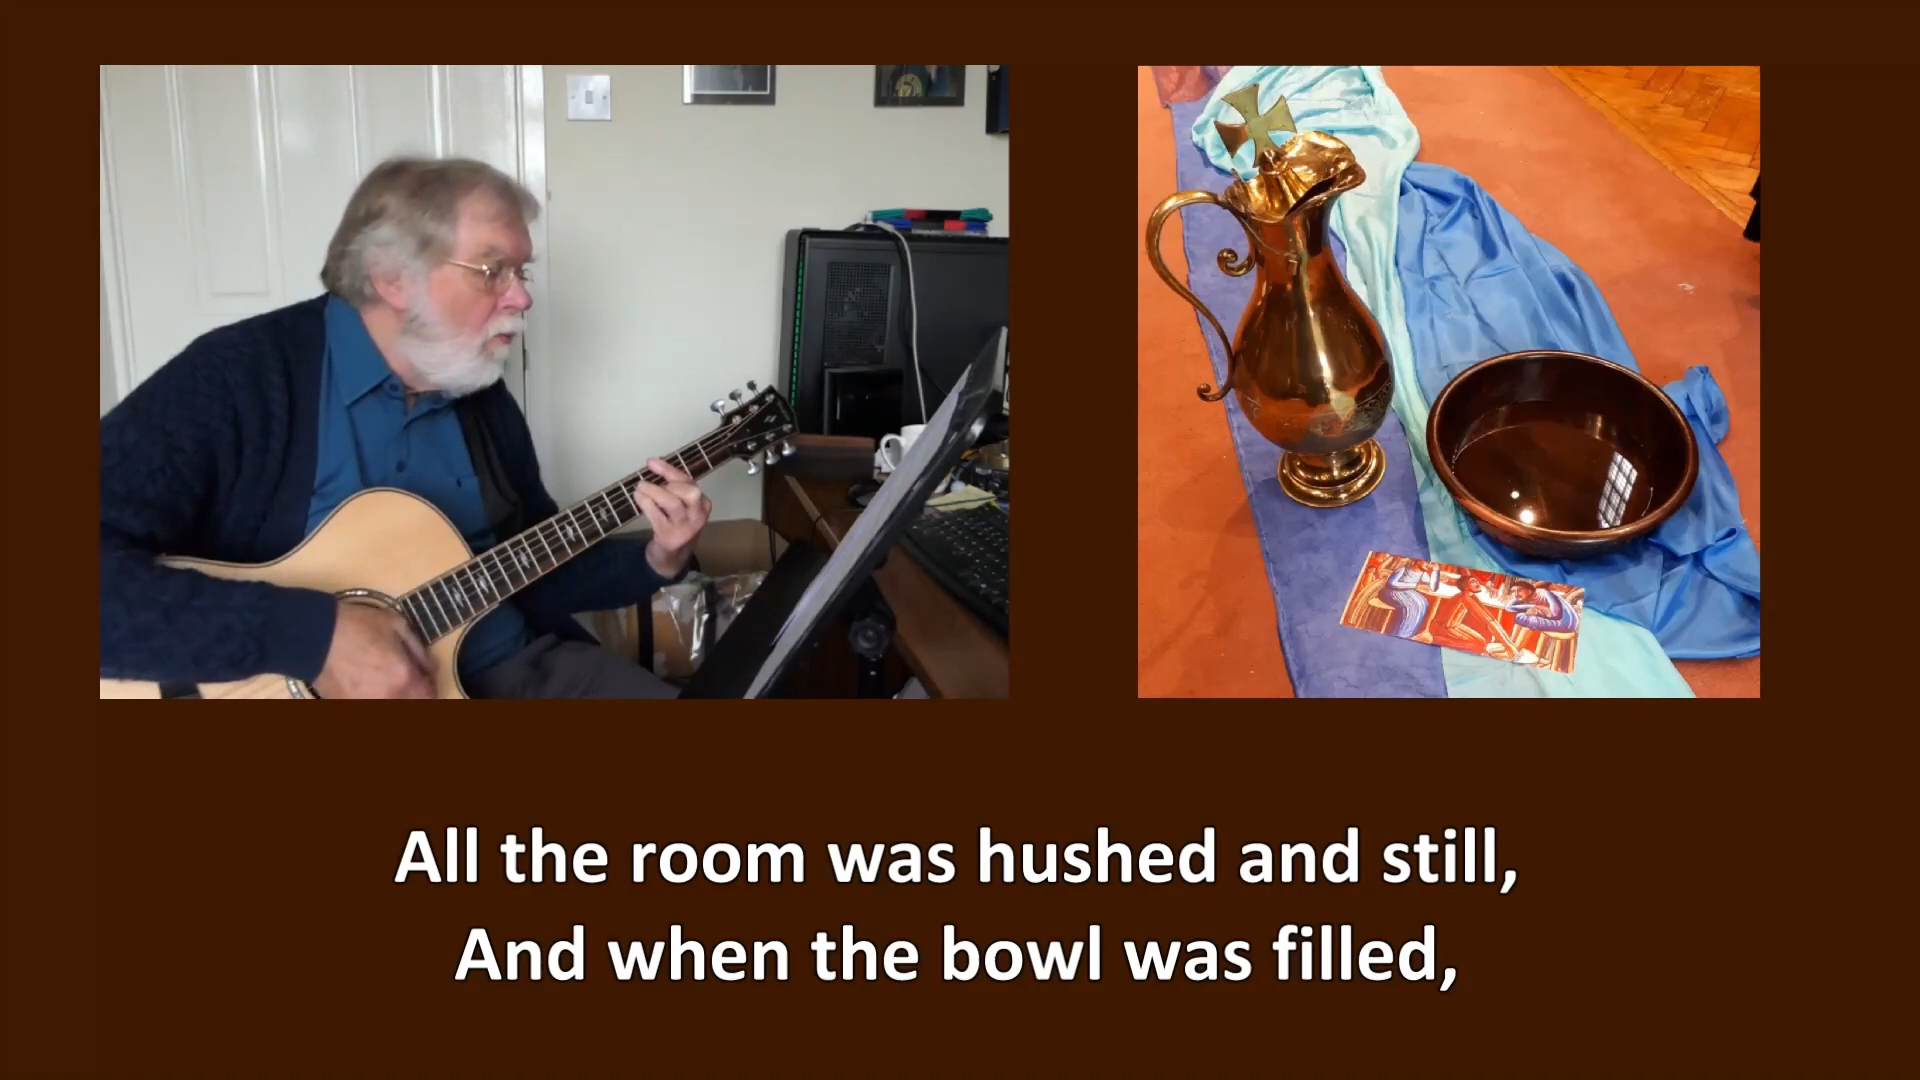 All the room was hushed and still,
And when the bowl was filled,